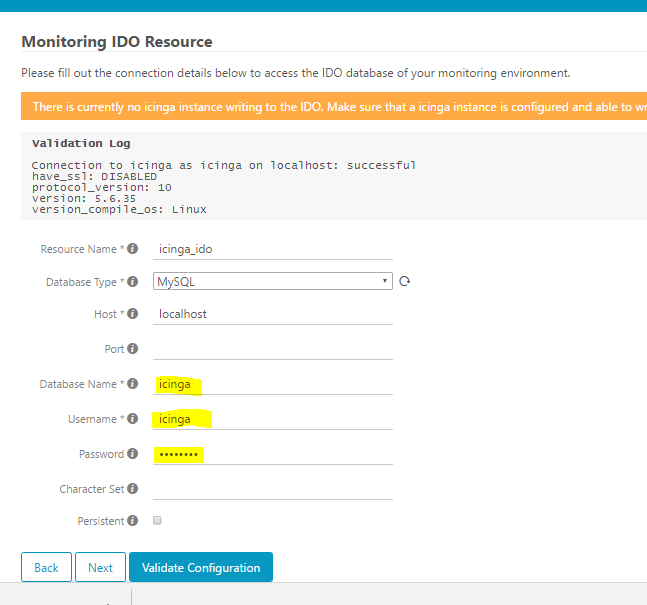 Monitoring IDO Resource
Please fill out the connection details below to access the IDO database of your monitoring environment.
There is currently no icinga instance writing to the IDO. Make sure that a icinga instance is configured and able to
Validation Log
Connection to icinga as icinga on localhost: successful
have_ssl: DISABLED
protocol_version: 10
version: 5.6.35
version_compile_os: Linux
Resource Name * icinga_ido
Database Type * MySQL
Host * localhost
Port
Database Name * icinga
Username * icinga
Password ••••••••
Character Set
Persistent
Back Next Validate Configuration